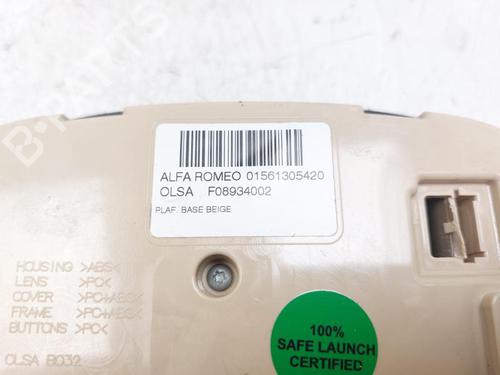 ALFA ROMEO 01561305420
OLSA F08934002
PLAF. BASE BEIGE
HOUSING >ABS<
LENS >PC<
COVER >PC+ABS<
FRAME >PC+ABS<
BUTTONS >PC<
OLSA BG32
100%
SAFE LAUNCH
CERTIFIED
B-PARTS